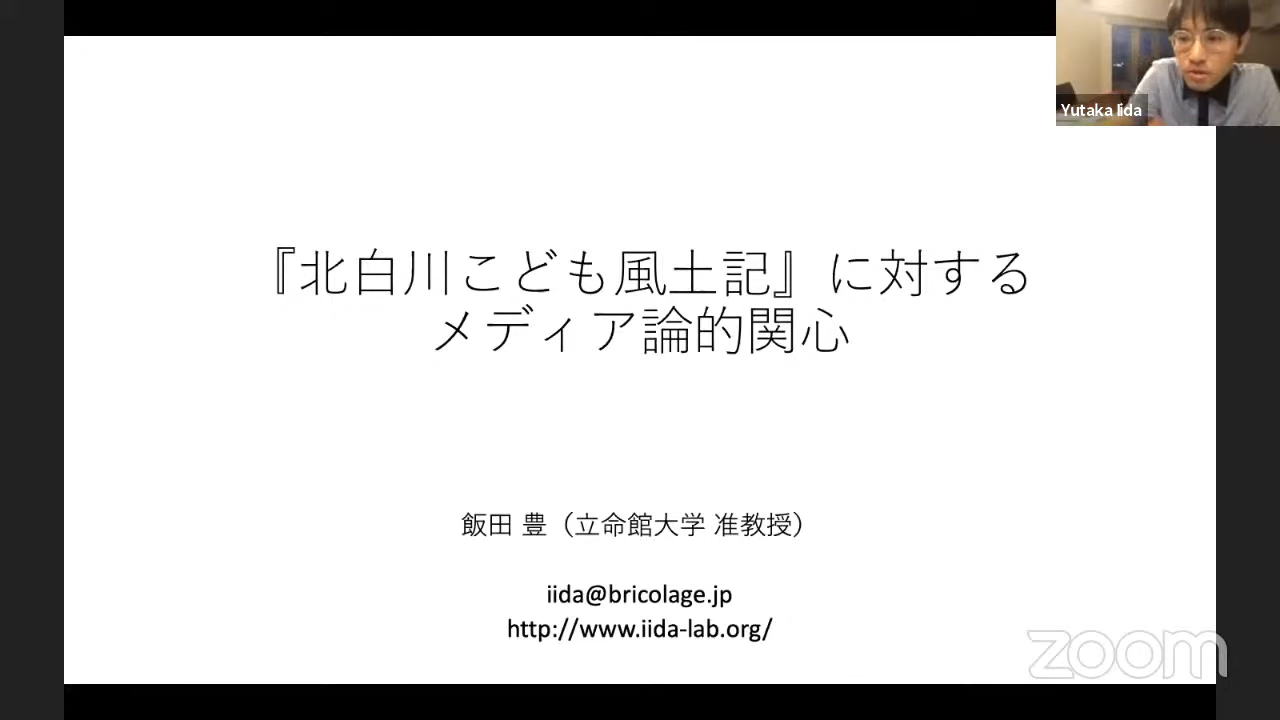 Yutaka Iida
『北白川こども風土記』に対する
メディア論的関心
飯田 豊（立命館大学 准教授）
iida@bricolage.jp
http://www.iida-lab.org/
zoom